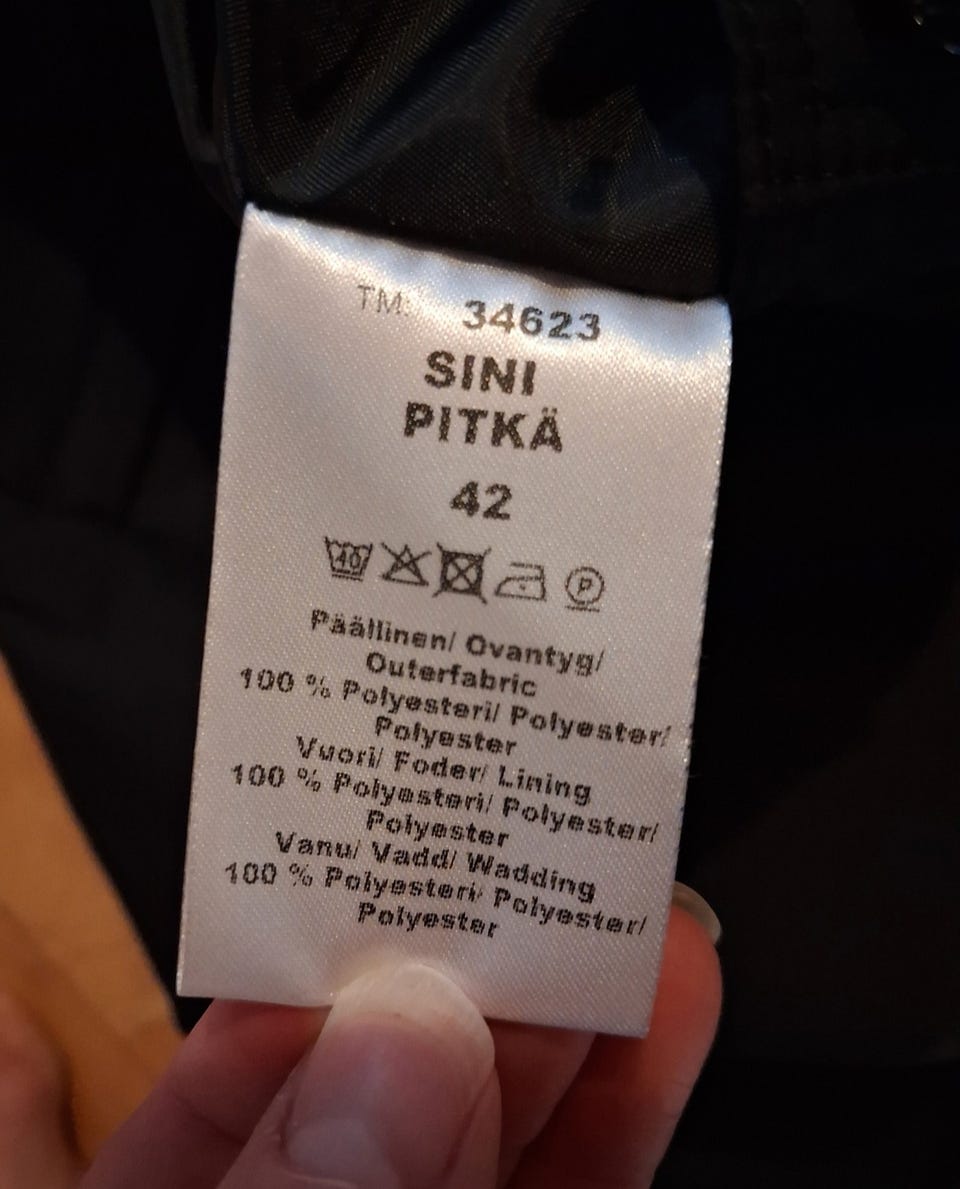 TM: 34623
SINI
PITKÄ
42
40 P
Päällinen/ Ovantyg/
Outerfabric
100 % Polyesteri/ Polyester/
Polyester
Vuori/ Foder/ Lining
100 % Polyesteri/ Polyester/
Polyester
Vanu/ Vadd/ Wadding
100 % Polyesteri/ Polyester/
Polyester